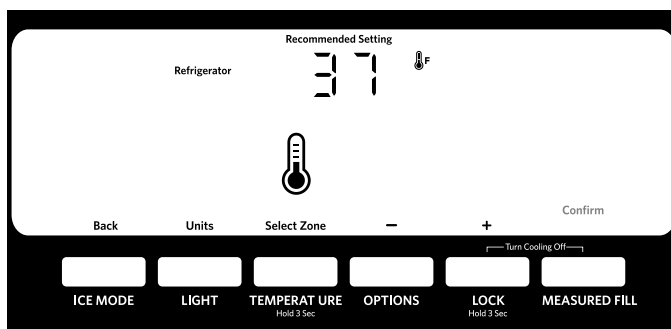 Recommended Setting
Refrigerator 37 F
Back Units Select Zone − + Confirm
Turn Cooling Off
ICE MODE LIGHT TEMPERAT URE OPTIONS LOCK MEASURED FILL
Hold 3 Sec Hold 3 Sec